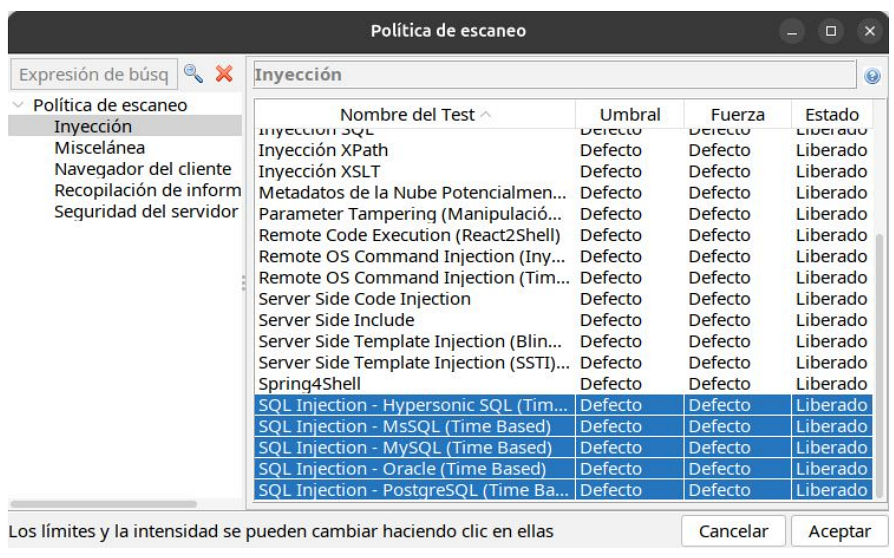 Política de escaneo
Expresión de búsq
Inyección
Política de escaneo
Inyección
Miscelánea
Navegador del cliente
Recopilación de inform
Seguridad del servidor
Nombre del Test Umbral Fuerza Estado
Inyección SQL Defecto Defecto Liberado
Inyección XPath Defecto Defecto Liberado
Inyección XSLT Defecto Defecto Liberado
Metadatos de la Nube Potencialmen... Defecto Defecto Liberado
Parameter Tampering (Manipulació... Defecto Defecto Liberado
Remote Code Execution (React2Shell) Defecto Defecto Liberado
Remote OS Command Injection (Iny... Defecto Defecto Liberado
Remote OS Command Injection (Tim... Defecto Defecto Liberado
Server Side Code Injection Defecto Defecto Liberado
Server Side Include Defecto Defecto Liberado
Server Side Template Injection (Blin... Defecto Defecto Liberado
Server Side Template Injection (SSTI)... Defecto Defecto Liberado
Spring4Shell Defecto Defecto Liberado
SQL Injection - Hypersonic SQL (Tim... Defecto Defecto Liberado
SQL Injection - MsSQL (Time Based) Defecto Defecto Liberado
SQL Injection - MySQL (Time Based) Defecto Defecto Liberado
SQL Injection - Oracle (Time Based) Defecto Defecto Liberado
SQL Injection - PostgreSQL (Time Ba... Defecto Defecto Liberado
Los límites y la intensidad se pueden cambiar haciendo clic en ellas
Cancelar Aceptar